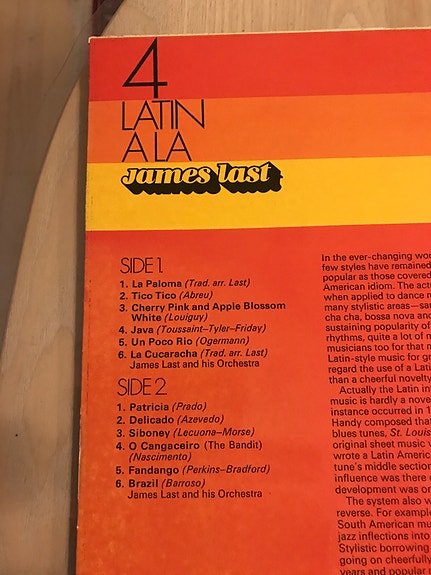 4
LATIN
A LA
james last
SIDE 1.
1. La Paloma (Trad. arr. Last)
2. Tico Tico (Abreu)
3. Cherry Pink and Apple Blossom
White (Louiguy)
4. Java (Toussaint–Tyler–Friday)
5. Un Poco Rio (Ogermann)
6. La Cucaracha (Trad. arr. Last)
James Last and his Orchestra
SIDE 2.
1. Patricia (Prado)
2. Delicado (Azevedo)
3. Siboney (Lecuona–Morse)
4. O Cangaceiro (The Bandit)
(Nascimento)
5. Fandango (Perkins–Bradford)
6. Brazil (Barroso)
James Last and his Orchestra
In the ever-changing
few styles have remained
popular as those covered
American idiom. The
when applied to dance
many stylistic areas—
cha cha, bossa nova and
sustaining popularity of
rhythms, quite a lot of
musicians too for that
Latin-style music for
regard the use of a
than a cheerful novelty
Actually the Latin
music is hardly a
instance occurred in
Handy composed that
blues tunes, St.
original sheet music
wrote a Latin
tune's middle section
influence was there
development was
The system also
reverse. For example
South American
jazz inflections into
Stylistic borrowing
going on cheerfully
years and popular